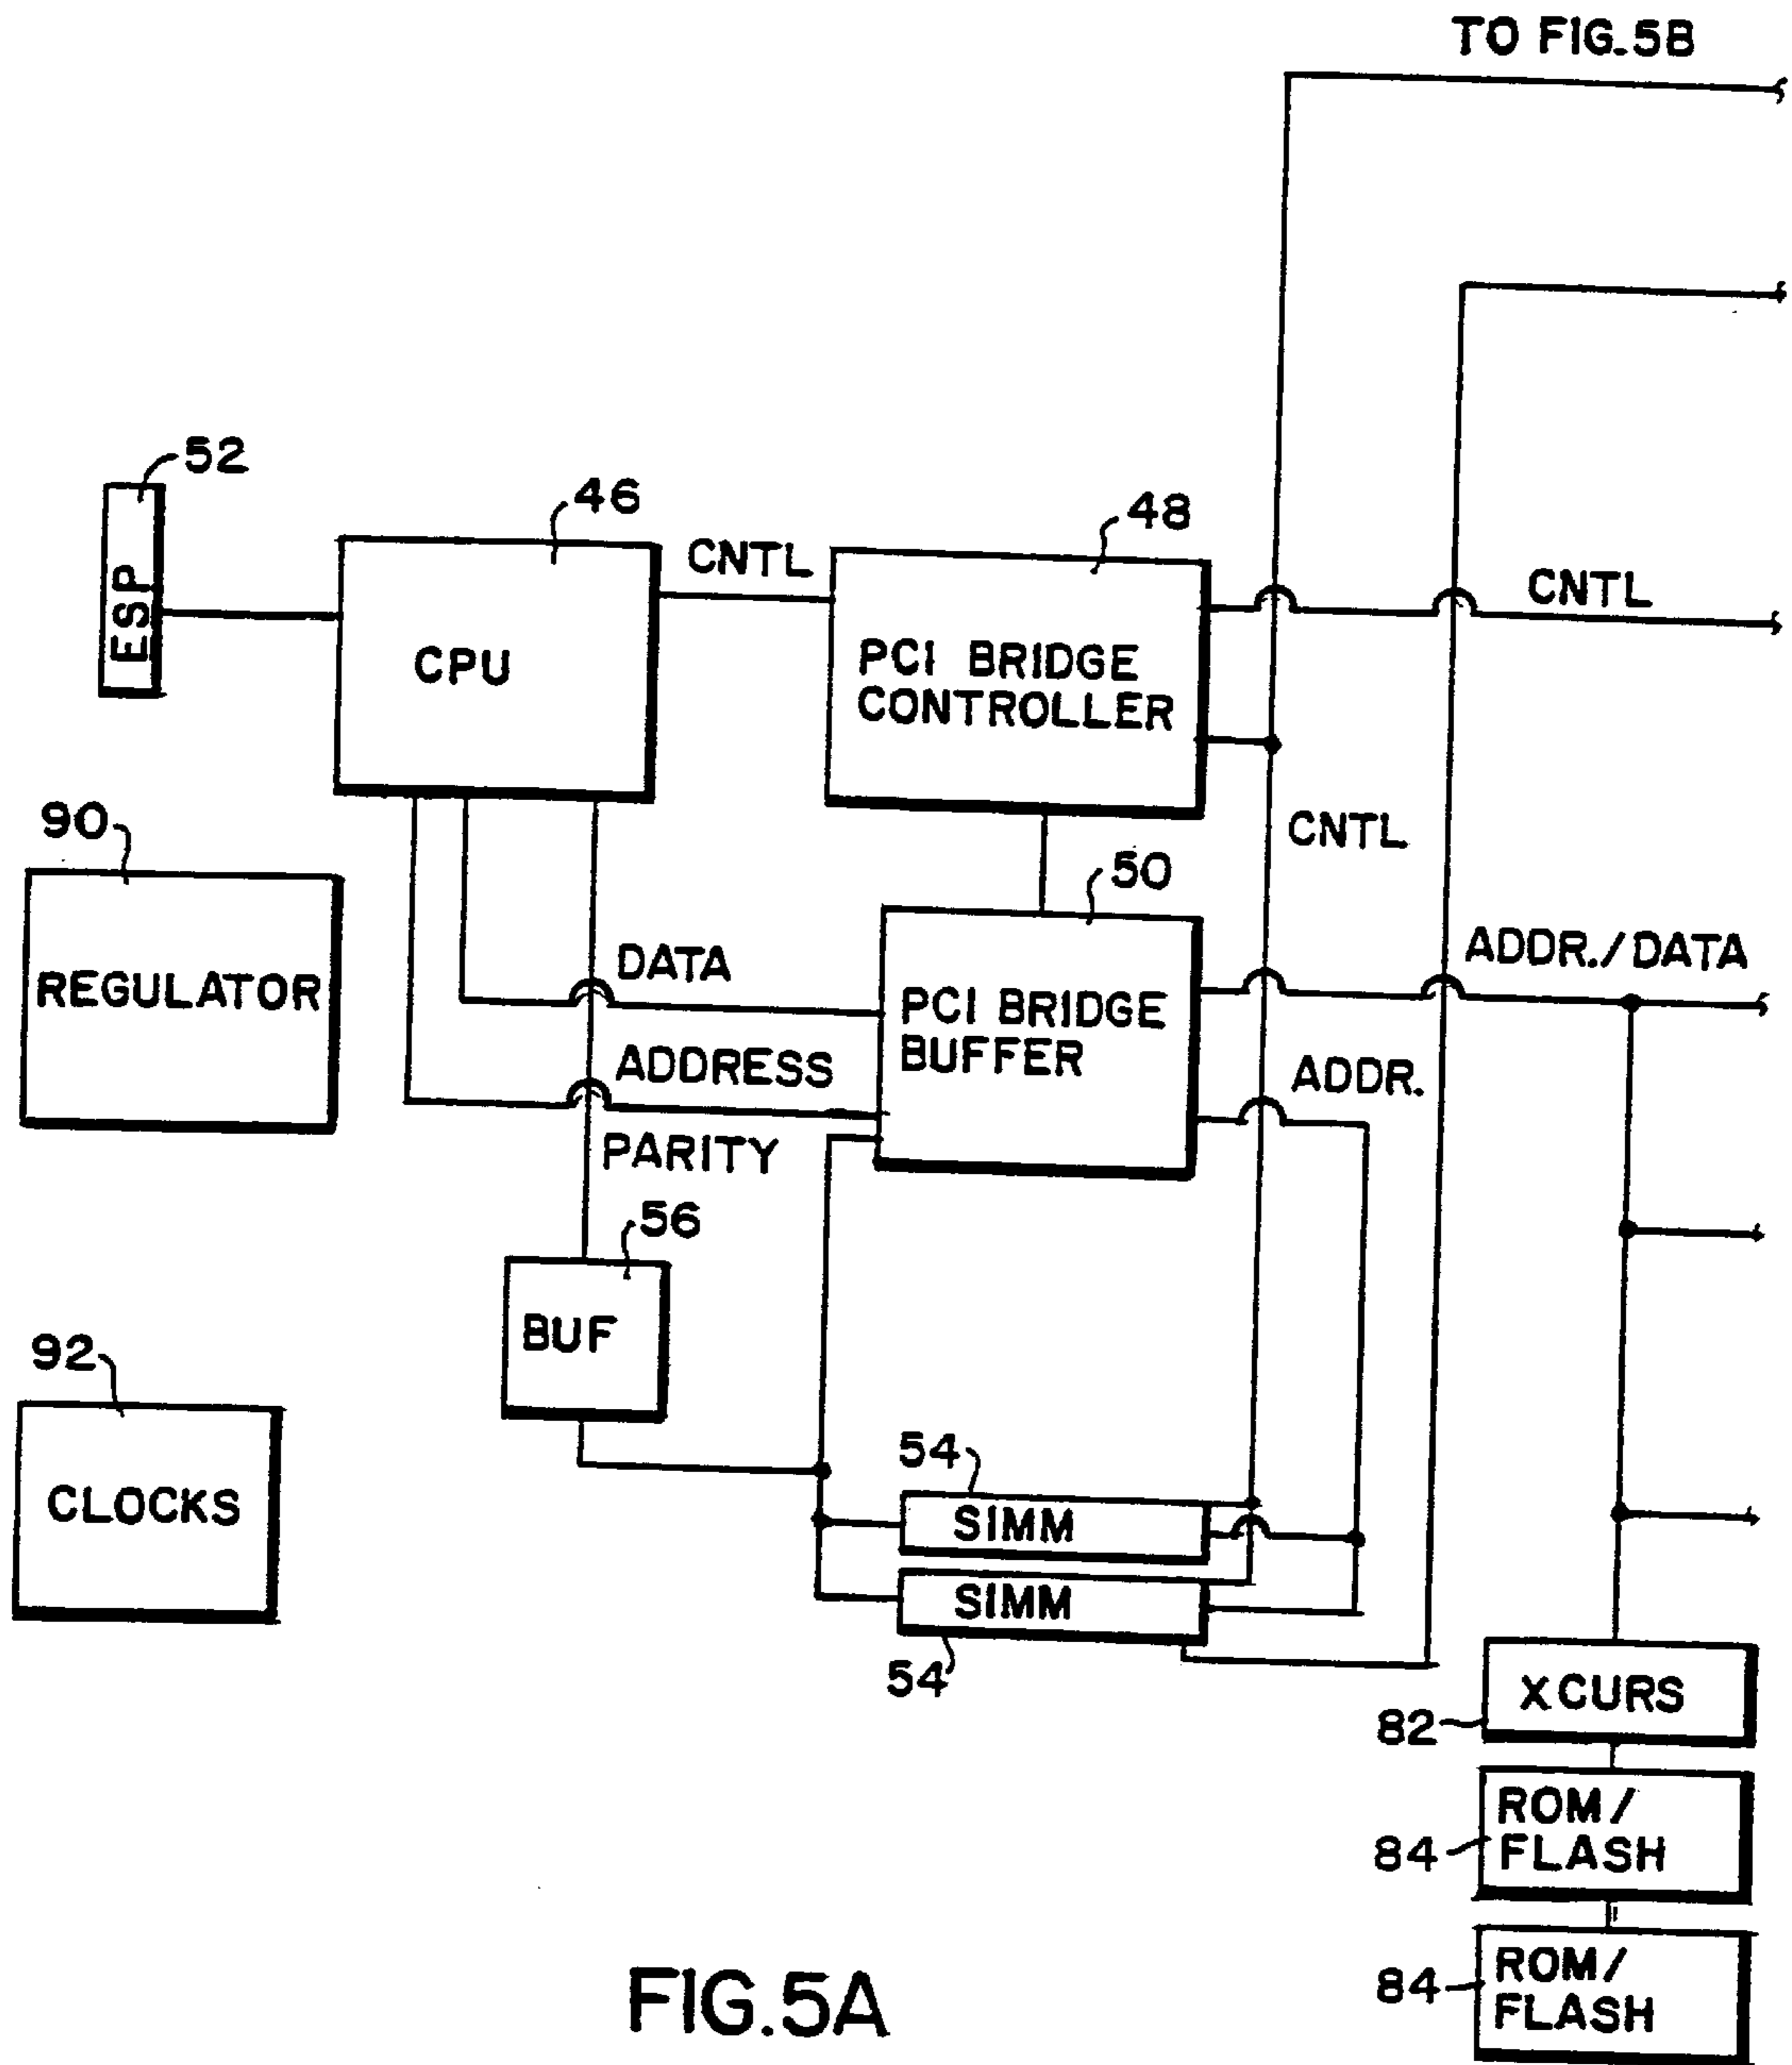 TO FIG.5B
52
46
48
ESP
CPU
CNTL
PCI BRIDGE
CONTROLLER
CNTL
90
CNTL
REGULATOR
50
DATA
PCI BRIDGE
BUFFER
ADDR./DATA
ADDRESS
ADDR.
PARITY
56
BUF
92
CLOCKS
54
SIMM
SIMM
54
XCURS
82
ROM/
FLASH
84
ROM/
FLASH
84
FIG.5A